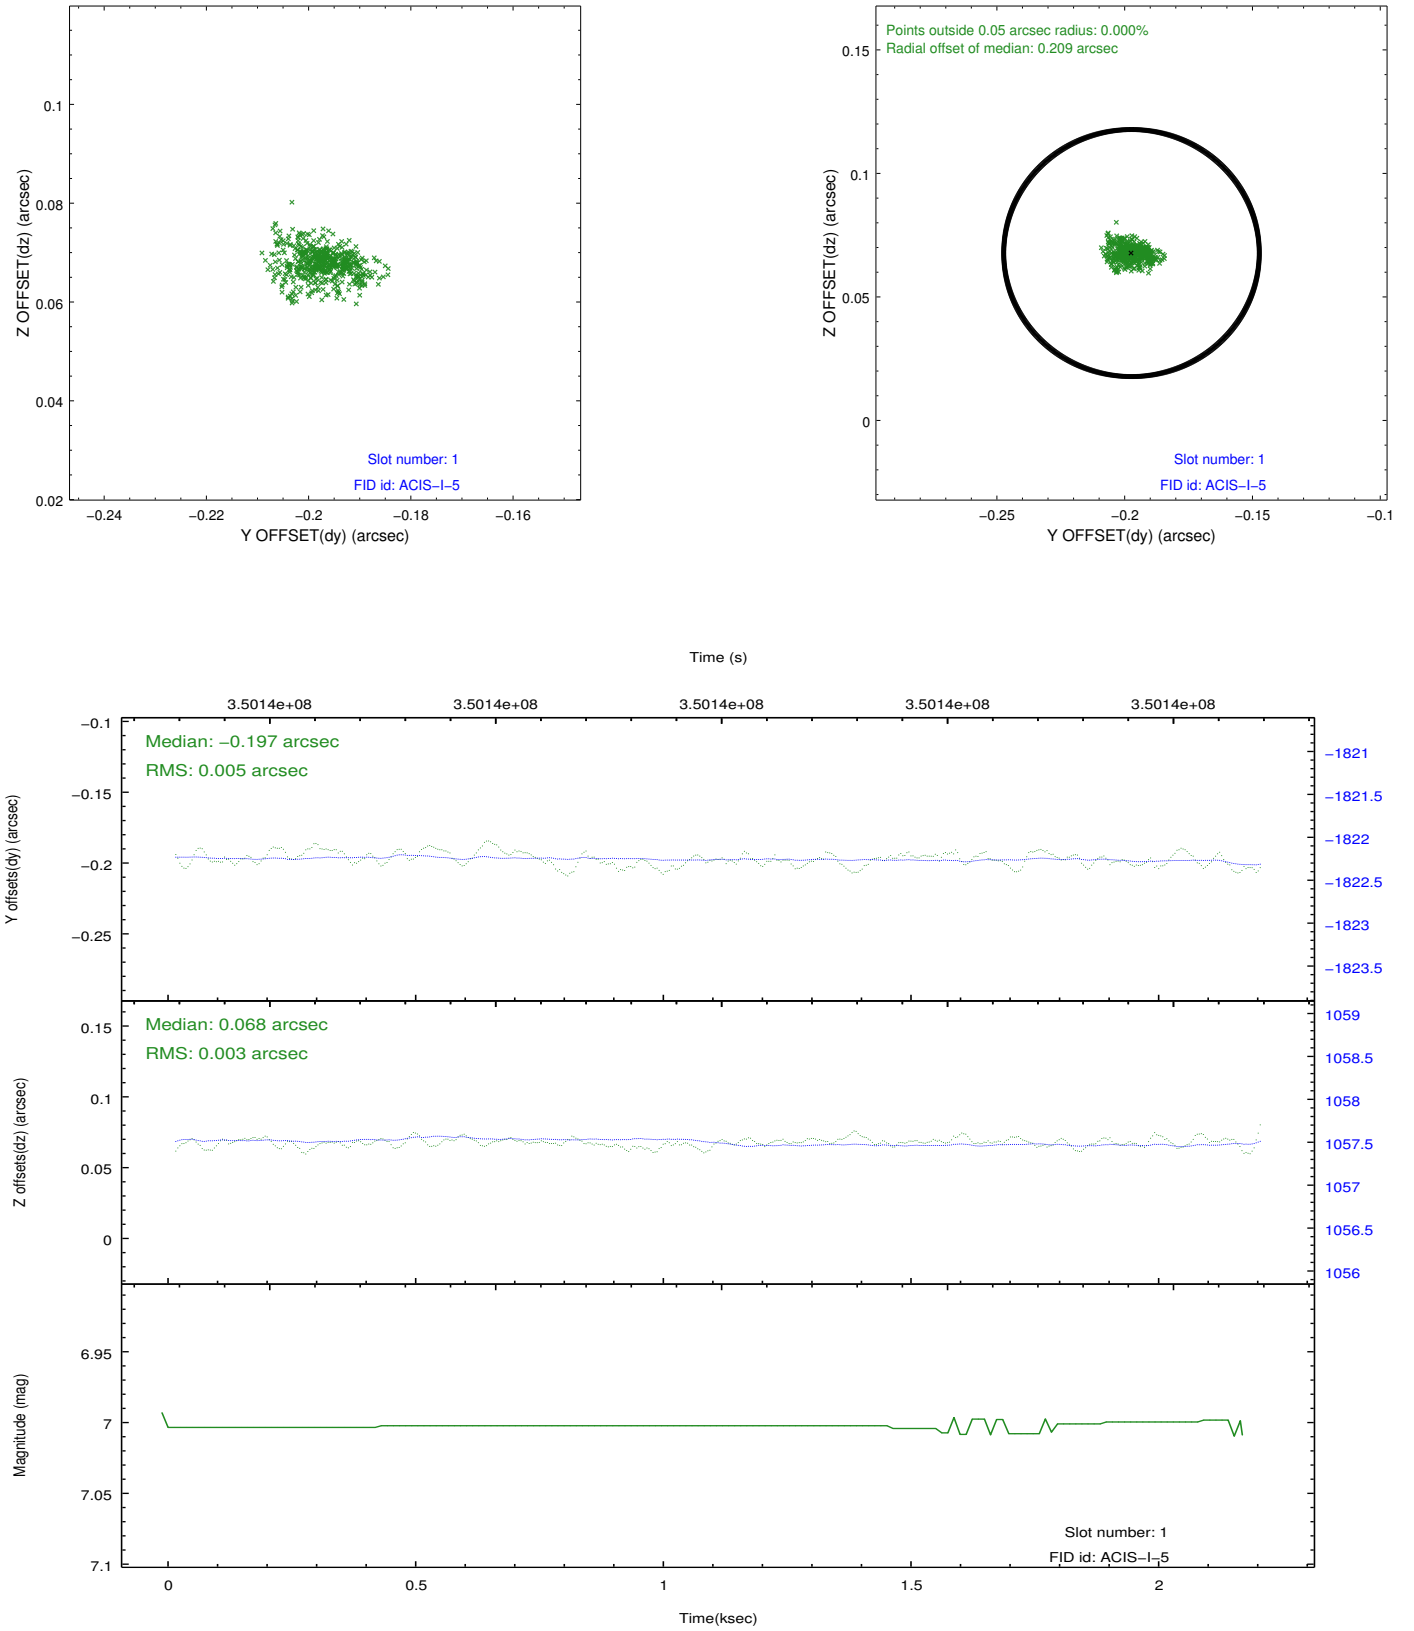 0.1
0.08
0.06
0.04
0.02
Z OFFSET(dz) (arcsec)
−0.24 −0.22 −0.2 −0.18 −0.16
Y OFFSET(dy) (arcsec)
Slot number: 1
FID id: ACIS−I−5
Points outside 0.05 arcsec radius: 0.000%
Radial offset of median: 0.209 arcsec
0.15
0.1
0.05
0
Z OFFSET(dz) (arcsec)
−0.25 −0.2 −0.15 −0.1
Y OFFSET(dy) (arcsec)
Slot number: 1
FID id: ACIS−I−5
Time (s)
3.5014e+08 3.5014e+08 3.5014e+08 3.5014e+08 3.5014e+08
Median: −0.197 arcsec
RMS: 0.005 arcsec
−0.1
−0.15
−0.2
−0.25
Y offsets(dy) (arcsec)
−1821
−1821.5
−1822
−1822.5
−1823
−1823.5
Median: 0.068 arcsec
RMS: 0.003 arcsec
0.15
0.1
0.05
0
Z offsets(dz) (arcsec)
1059
1058.5
1058
1057.5
1057
1056.5
1056
6.95
7
7.05
7.1
Magnitude (mag)
Slot number: 1
FID id: ACIS−I−5
0 0.5 1 1.5 2
Time(ksec)